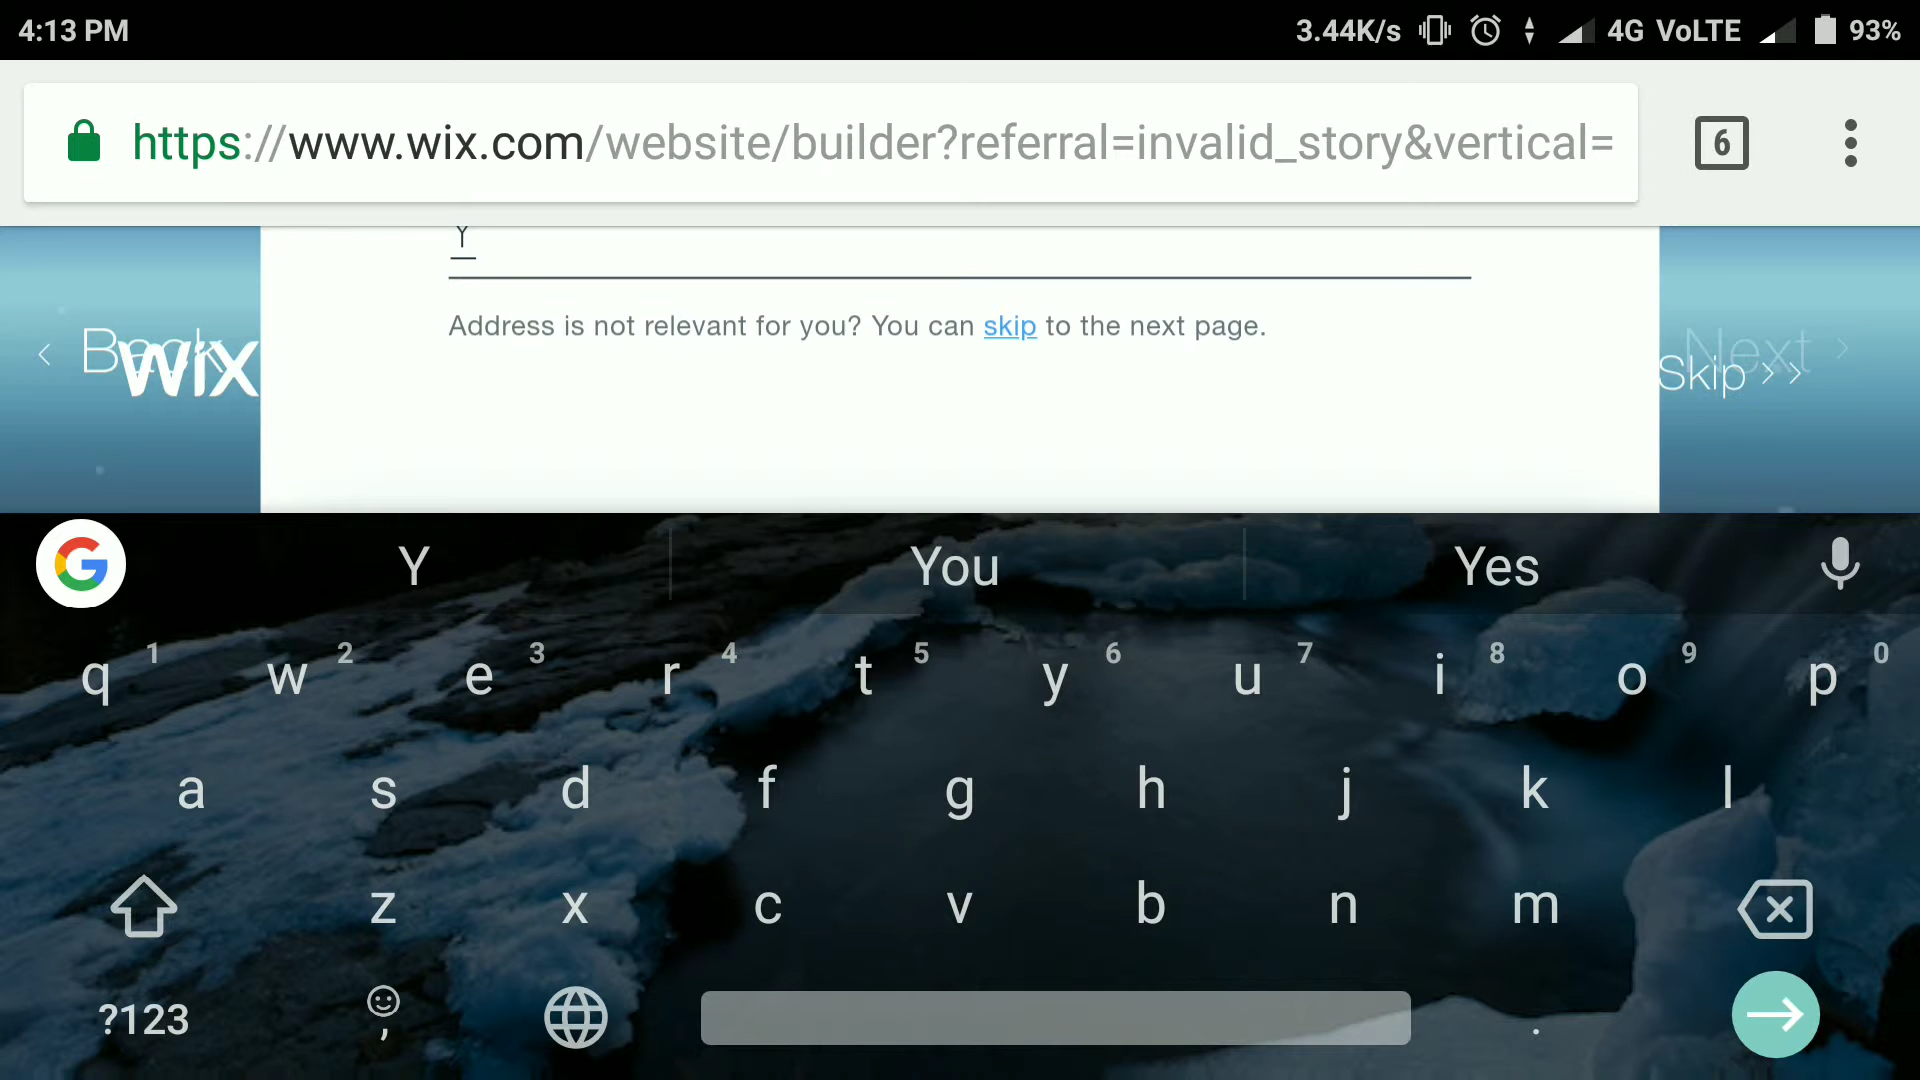 4:13 PM 3.44K/s 4G VoLTE 93%
https://www.wix.com/website/builder?referral=invalid_story&vertical= 6
Y
Address is not relevant for you? You can skip to the next page.
< Back Next >
WiX Skip >>
G Y You Yes
q 1 w 2 e 3 r 4 t 5 y 6 u 7 i 8 o 9 p 0
a s d f g h j k l
z x c v b n m
?123 , .